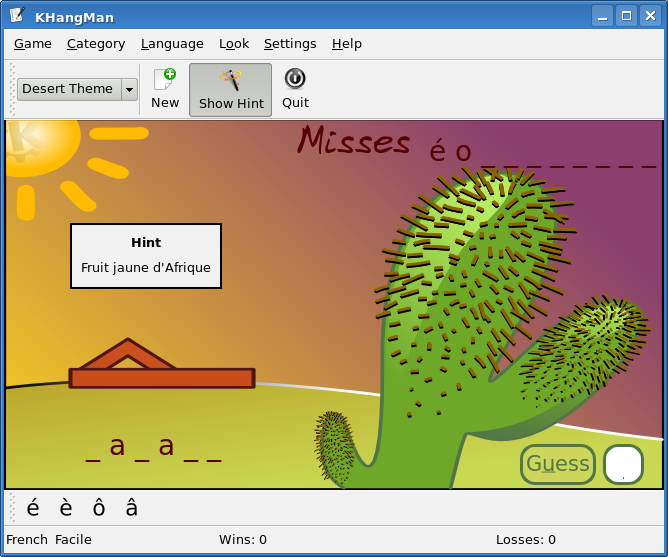 KHangMan
Game Category Language Look Settings Help
Desert Theme New Show Hint Quit
Misses é o _ _ _ _ _ _ _ _
Hint
Fruit jaune d'Afrique
_ a _ a _ _
Guess
é è ô â
French Facile Wins: 0 Losses: 0